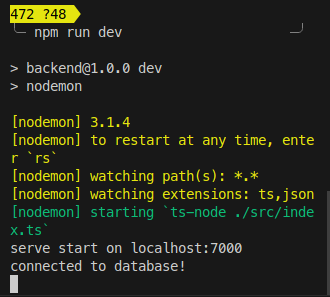 472 ?48
npm run dev
> backend@1.0.0 dev
> nodemon
[nodemon] 3.1.4
[nodemon] to restart at any time, ente
r `rs`
[nodemon] watching path(s): *.*
[nodemon] watching extensions: ts,json
[nodemon] starting `ts-node ./src/inde
x.ts`
serve start on localhost:7000
connected to database!